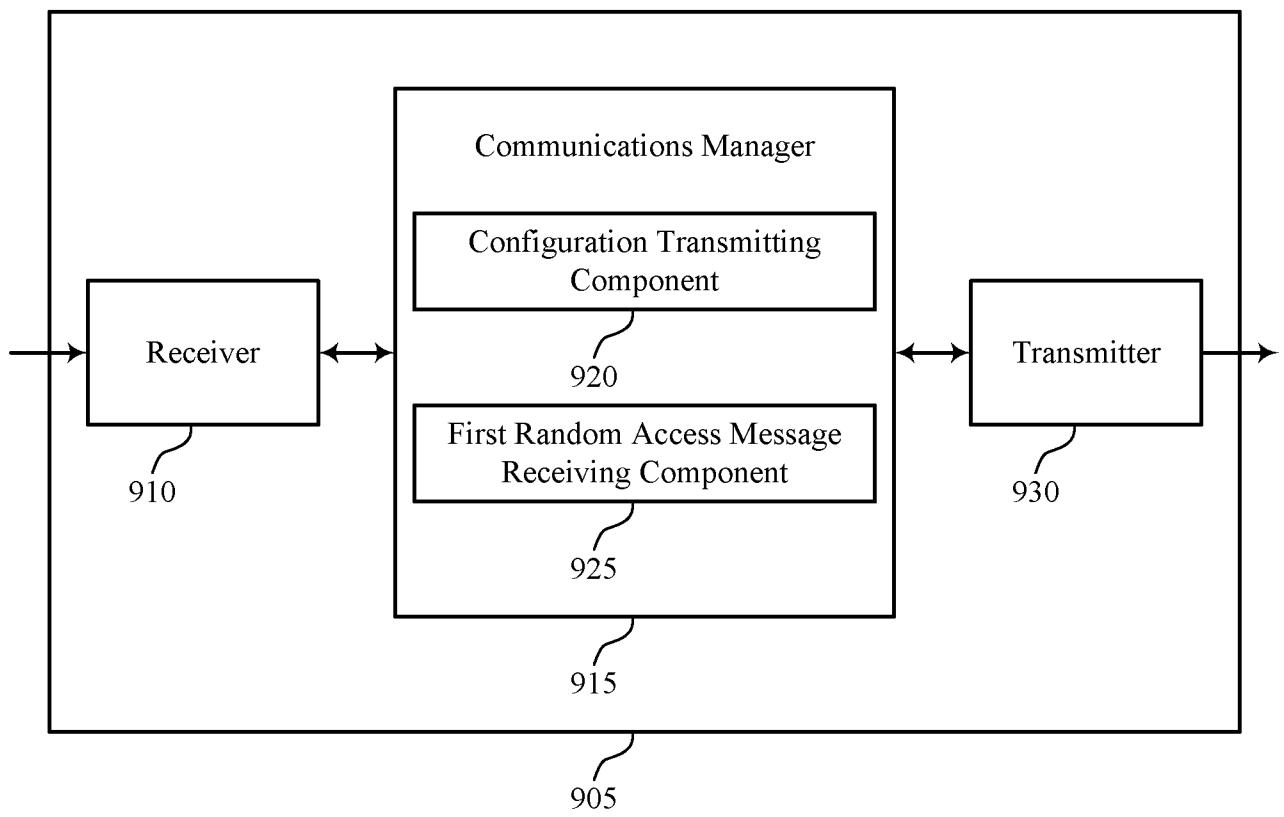 Communications Manager
Configuration Transmitting
Component
920
Receiver
910
First Random Access Message
Receiving Component
925
Transmitter
930
915
905